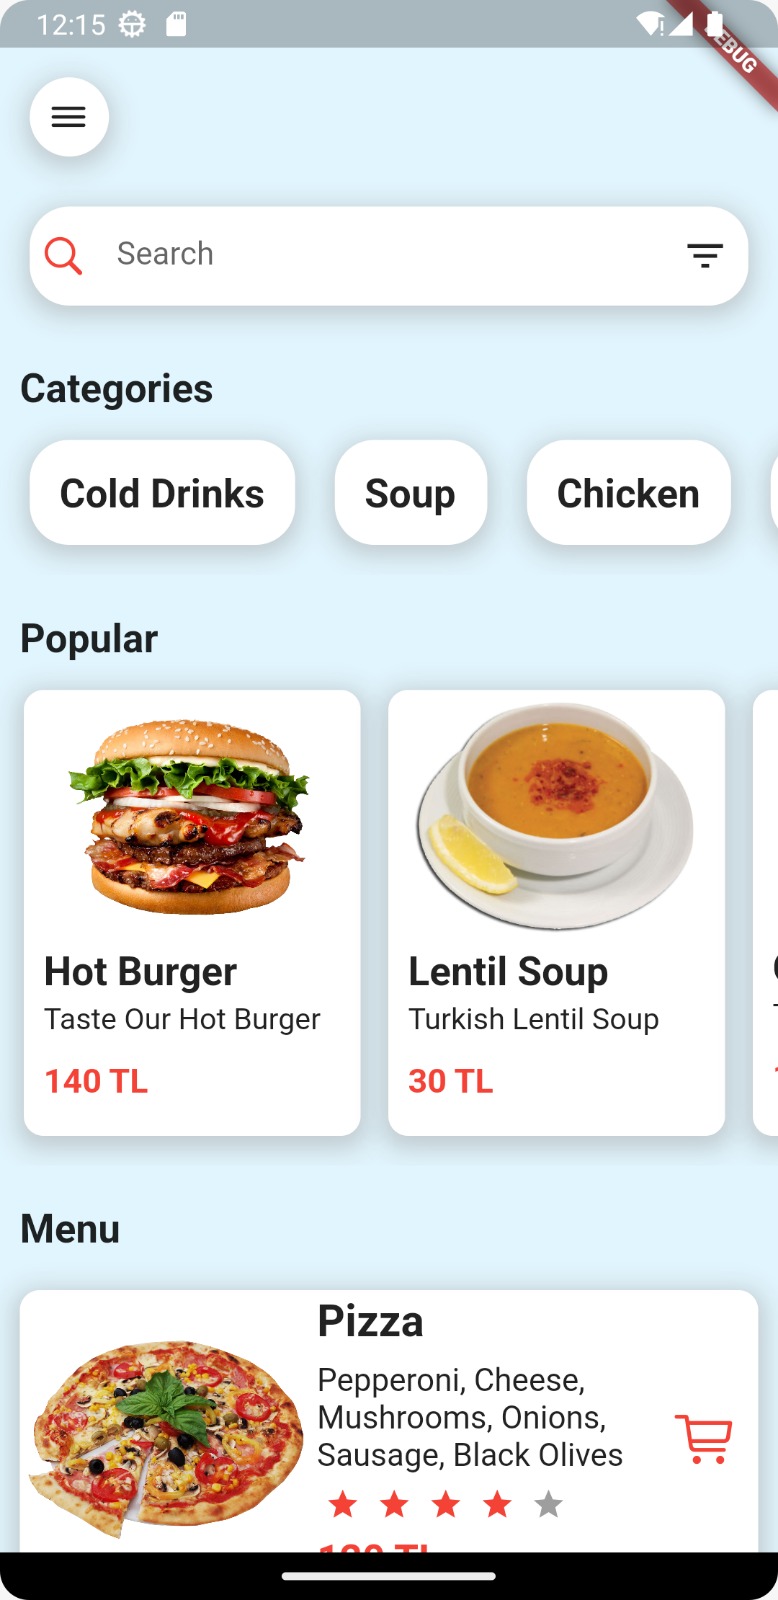 12:15
DEBUG
Search
Categories
Cold Drinks
Soup
Chicken
Popular
Hot Burger
Taste Our Hot Burger
140 TL
Lentil Soup
Turkish Lentil Soup
30 TL
Menu
Pizza
Pepperoni, Cheese,
Mushrooms, Onions,
Sausage, Black Olives
TL